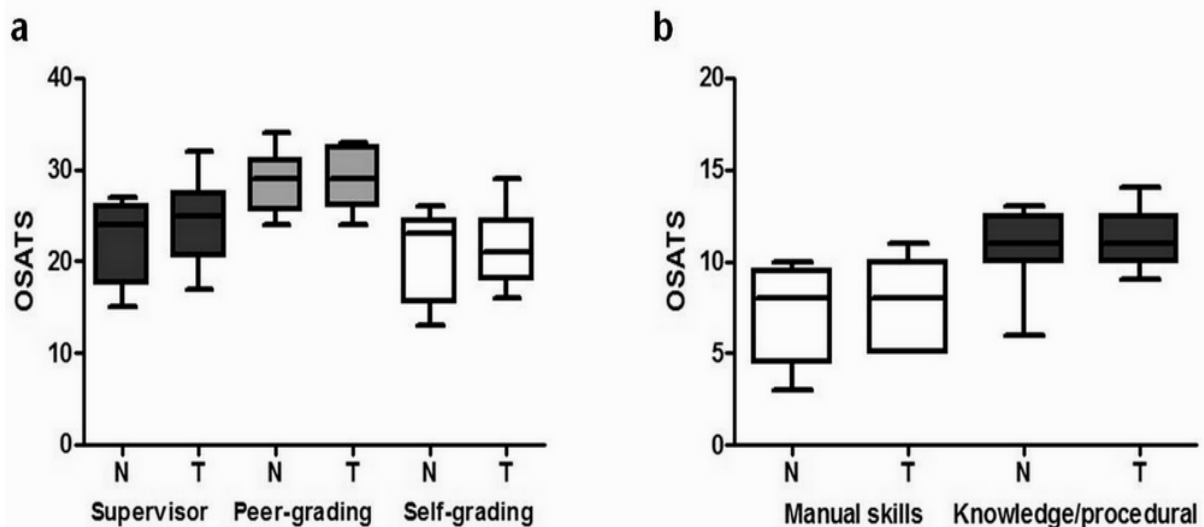 a
b
40
30
20
10
0
OSATS
N T N T N T
Supervisor Peer-grading Self-grading
20
15
10
5
0
OSATS
N T N T
Manual skills Knowledge/procedural